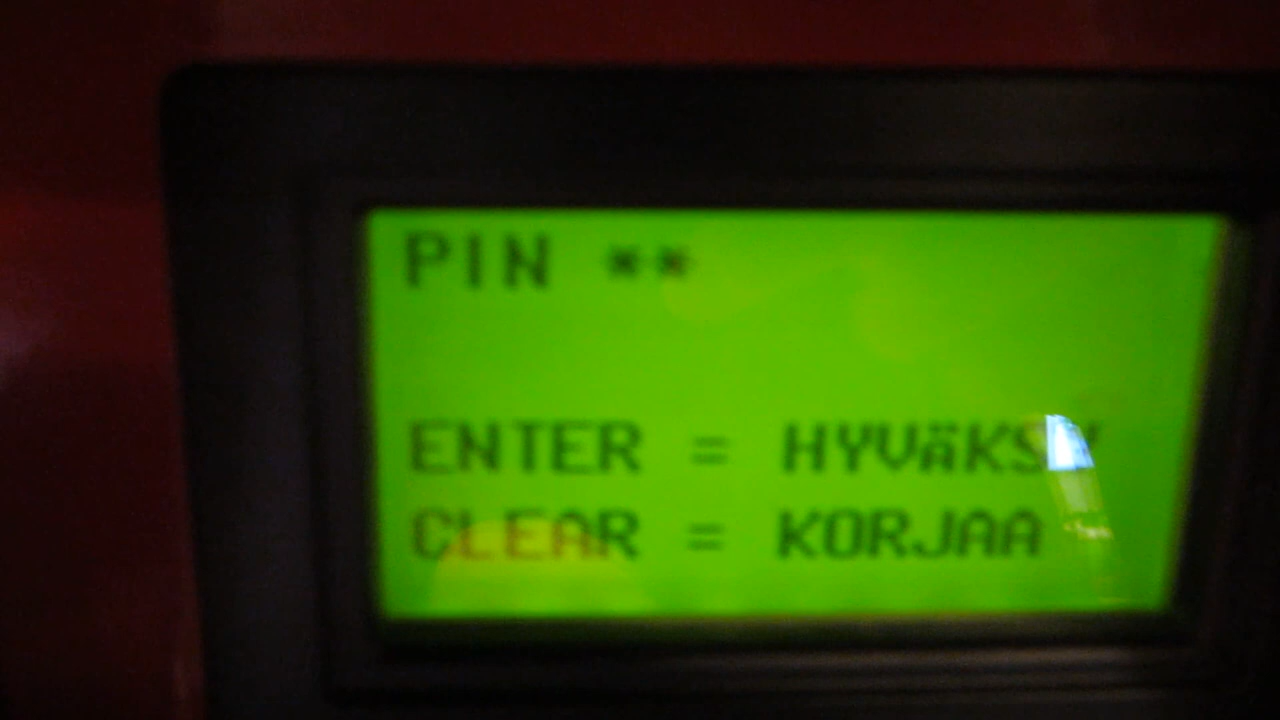 PIN **
ENTER = HYVäKSY
CLEAR = KORJAA